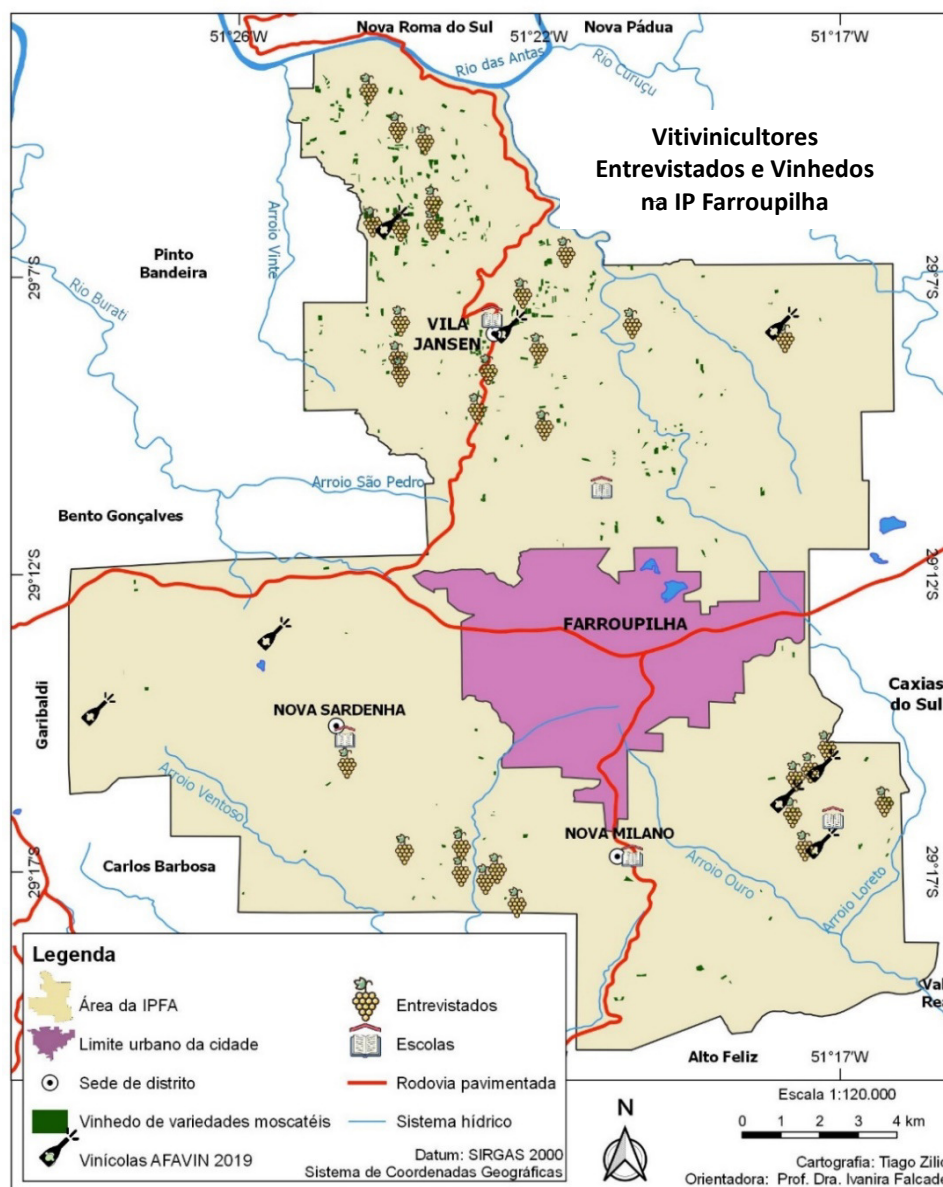 Nova Roma do Sul
Nova Pádua
51°26 W
51°22 W
51°17 W
Rio das Antas
Rio Curuçu
Vitivinicultores
Entrevistados e Vinhedos
na IP Farroupilha
Arroio Vinte
Pinto
Bandeira
29°7'S
29°7'S
Rio Burati
VILA
JANSEN
Arroio São Pedro
Bento Gonçalves
29°12'S
29°12'S
FARROUPILHA
Caxias
do Sul
Garibaldi
NOVA SARDENHA
Arroio Ventoso
NOVA MILANO
Carlos Barbosa
29°17'S
29°17'S
Arroio Ouro
Arroio Loreto
Val
Rea
Alto Feliz
51°17 W
Legenda
Área da IPFA
Entrevistados
Limite urbano da cidade
Escolas
Sede de distrito
Rodovia pavimentada
Vinhedo de variedades moscatéis
Sistema hídrico
Vinícolas AFAVIN 2019
Datum: SIRGAS 2000
Sistema de Coordenadas Geográficas
N
Escala 1:120.000
0 1 2 3 4 km
Cartografia: Tiago Zilio
Orientadora: Prof. Dra. Ivanira Falcade